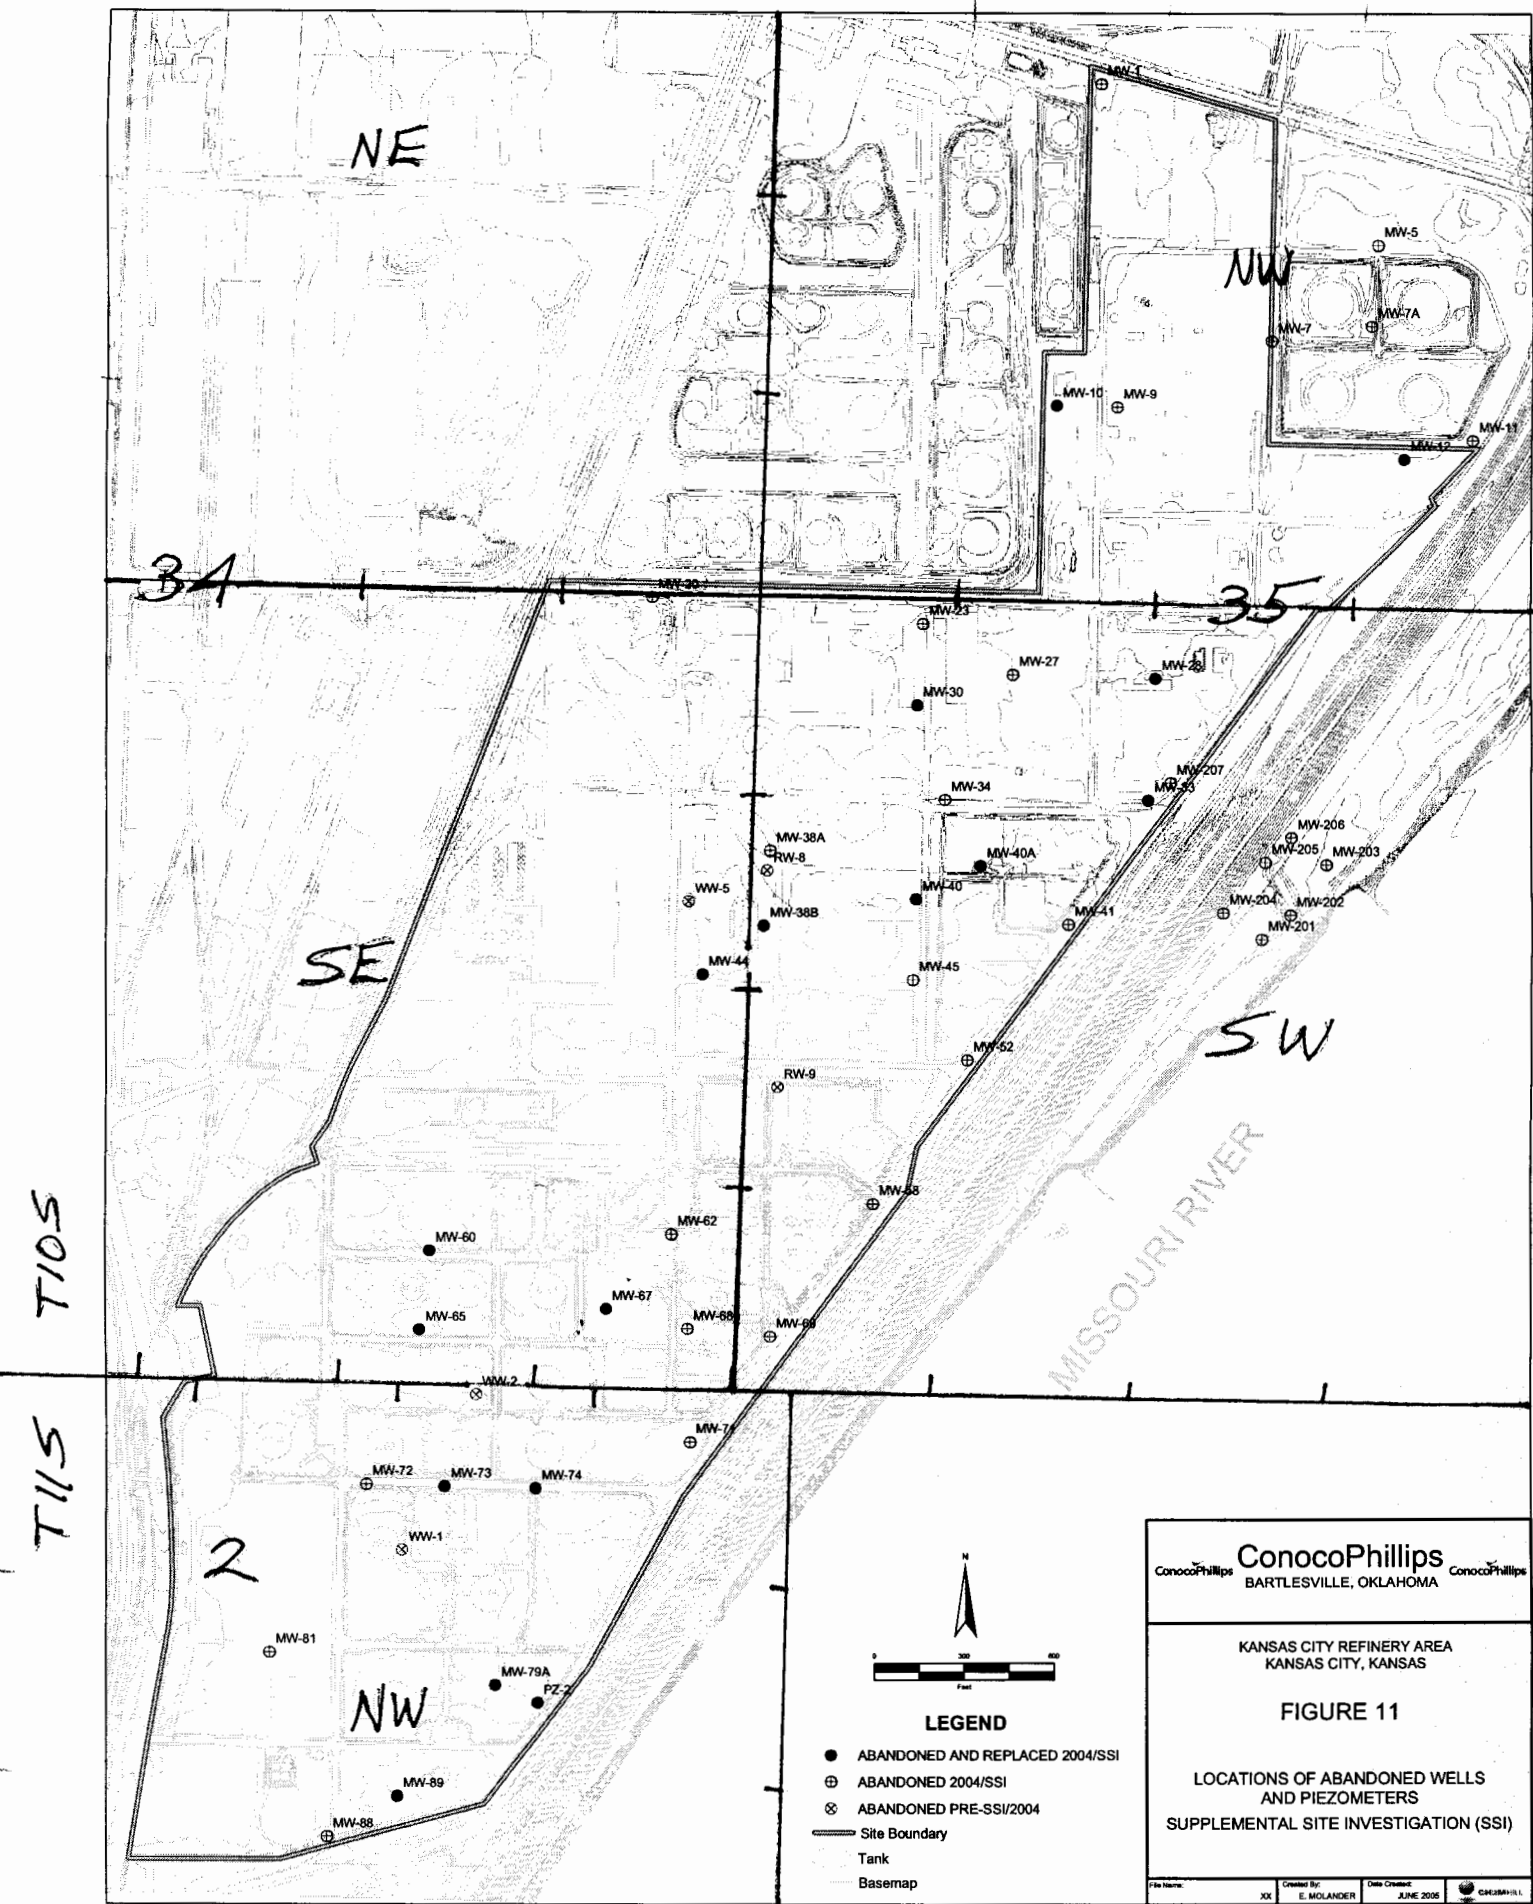 MW-1
NE
MW-5
NW
MW-7A
MW-7
MW-10
MW-9
MW-11
MW-12
34
MW-20
35
MW-23
MW-27
MW-28
MW-30
MW-207
MW-34
MW-33
MW-206
MW-38A
MW-205
MW-203
RW-8
MW-40A
WW-5
MW-40
MW-204
MW-202
MW-38B
MW-41
MW-201
MW-44
SE
MW-45
SW
MW-52
RW-9
MISSOURI RIVER
T10S
MW-58
MW-62
MW-60
MW-67
MW-65
MW-68
MW-69
WW-2
T11S
MW-71
MW-72
MW-73
MW-74
WW-1
2
MW-81
MW-79A
PZ-2
NW
MW-89
MW-88
N
0 300 600
Feet
LEGEND
ABANDONED AND REPLACED 2004/SSI
ABANDONED 2004/SSI
ABANDONED PRE-SSI/2004
Site Boundary
Tank
Basemap
ConocoPhillips ConocoPhillips ConocoPhillips
BARTLESVILLE, OKLAHOMA
KANSAS CITY REFINERY AREA
KANSAS CITY, KANSAS
FIGURE 11
LOCATIONS OF ABANDONED WELLS
AND PIEZOMETERS
SUPPLEMENTAL SITE INVESTIGATION (SSI)
File Name: XX
Created By: E. MOLANDER
Date Created: JUNE 2005
CH2MHILL